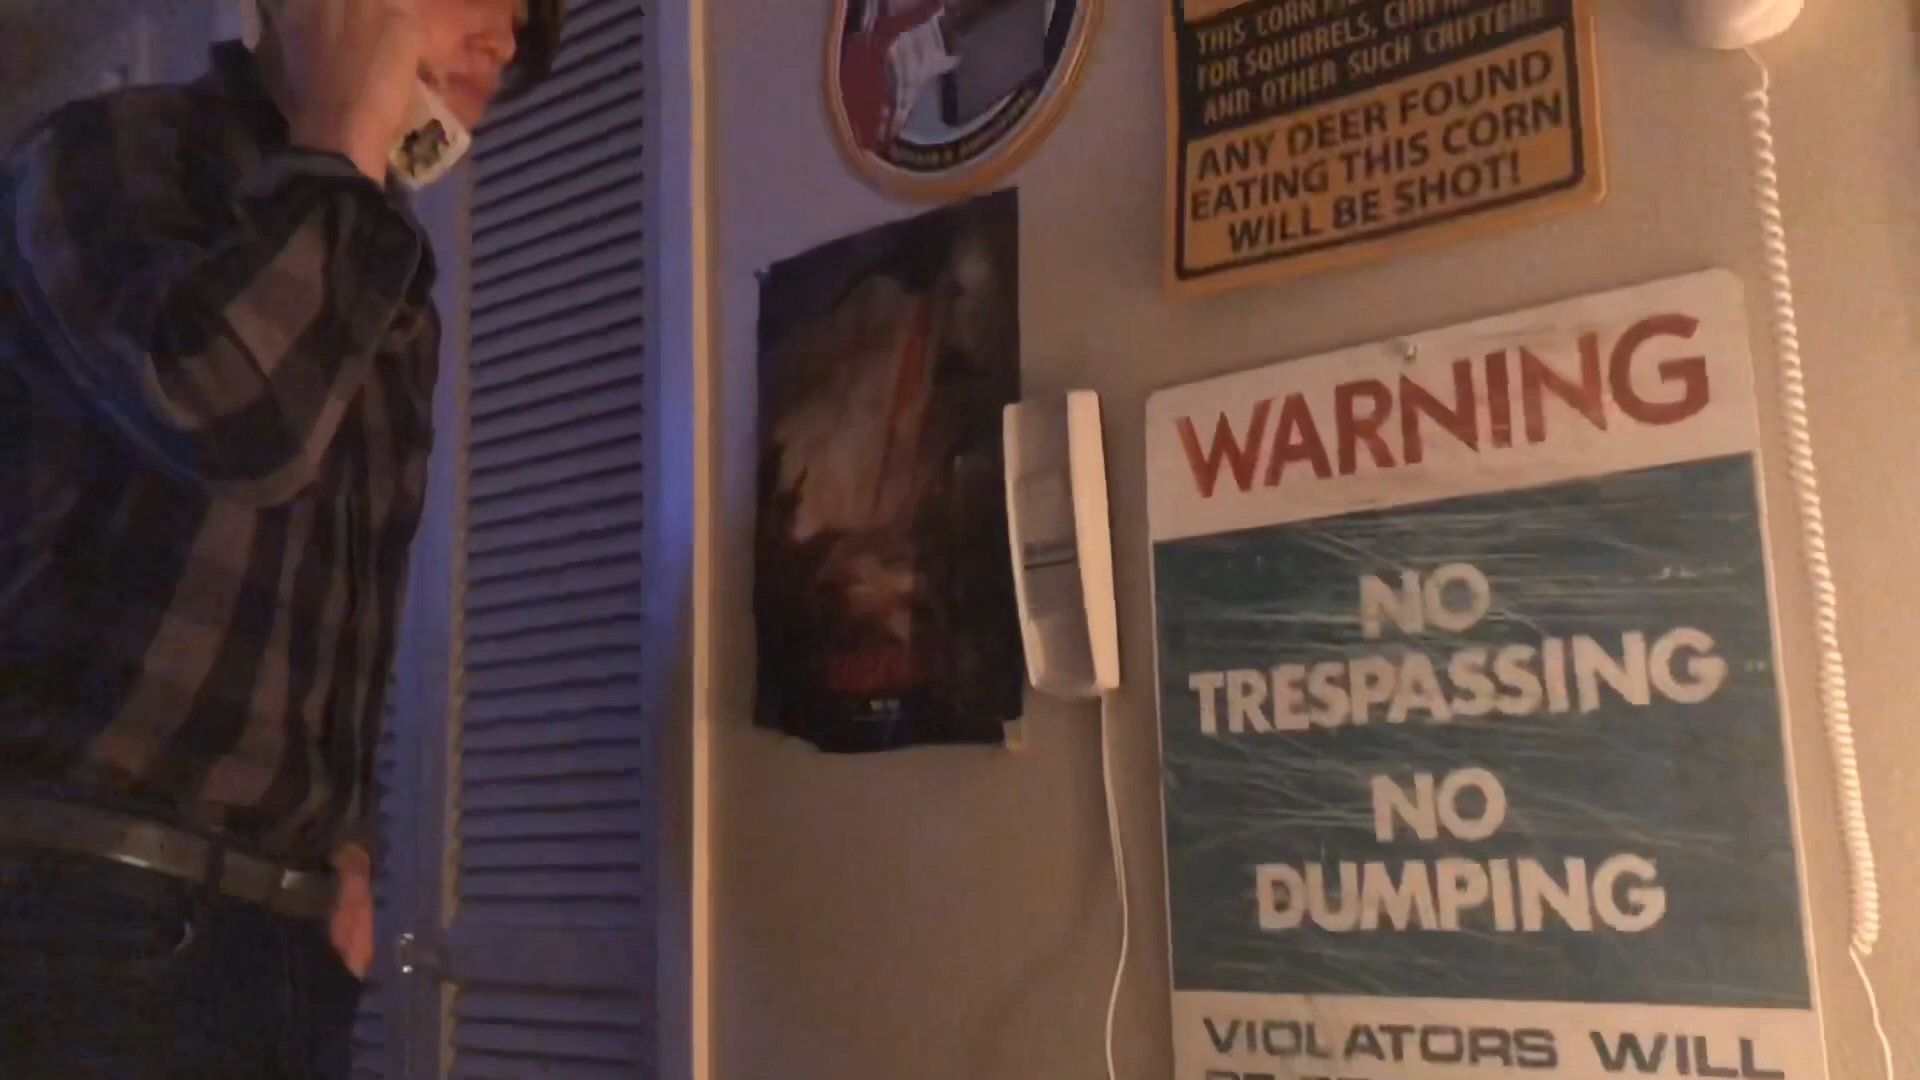 THIS CORN
FOR SQUIRRELS,
AND OTHER SUCH CRITTERS
ANY DEER FOUND
EATING THIS CORN
WILL BE SHOT!
WARNING
NO
TRESPASSING
NO
DUMPING
VIOLATORS WILL